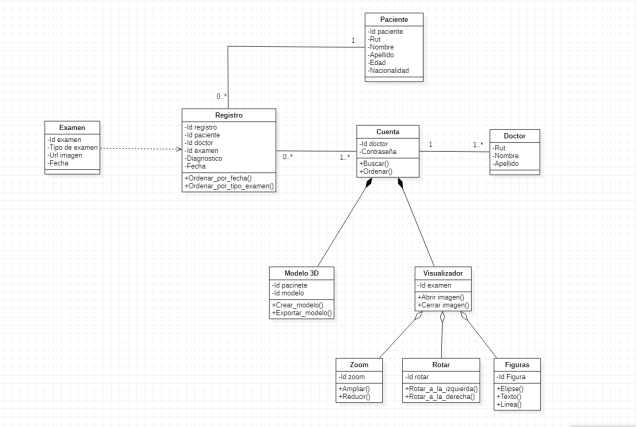 Paciente
-Id paciente
-Rut
-Nombre
-Apellido
-Edad
-Nacionalidad
1
0..*
Registro
-Id registro
-Id paciente
-Id doctor
-Id examen
-Diagnostico
-Fecha
+Ordenar_por_fecha()
+Ordenar_por_tipo_examen()
Examen
-Id examen
-Tipo de examen
-Url imagen
-Fecha
0..*
1..*
Cuenta
-Id doctor
-Contraseña
+Buscar()
+Ordenar()
1
1..*
Doctor
-Rut
-Nombre
-Apellido
Modelo 3D
-Id pacinete
-Id modelo
+Crear_modelo()
+Exportar_modelo()
Visualizador
-Id examen
+Abrir imagen()
+Cerrar imagen()
Zoom
-Id zoom
+Ampliar()
+Reducir()
Rotar
-Id rotar
+Rotar_a_la_izquierda()
+Rotar_a_la_derecha()
Figuras
-Id Figura
+Elipse()
+Texto()
+Linea()